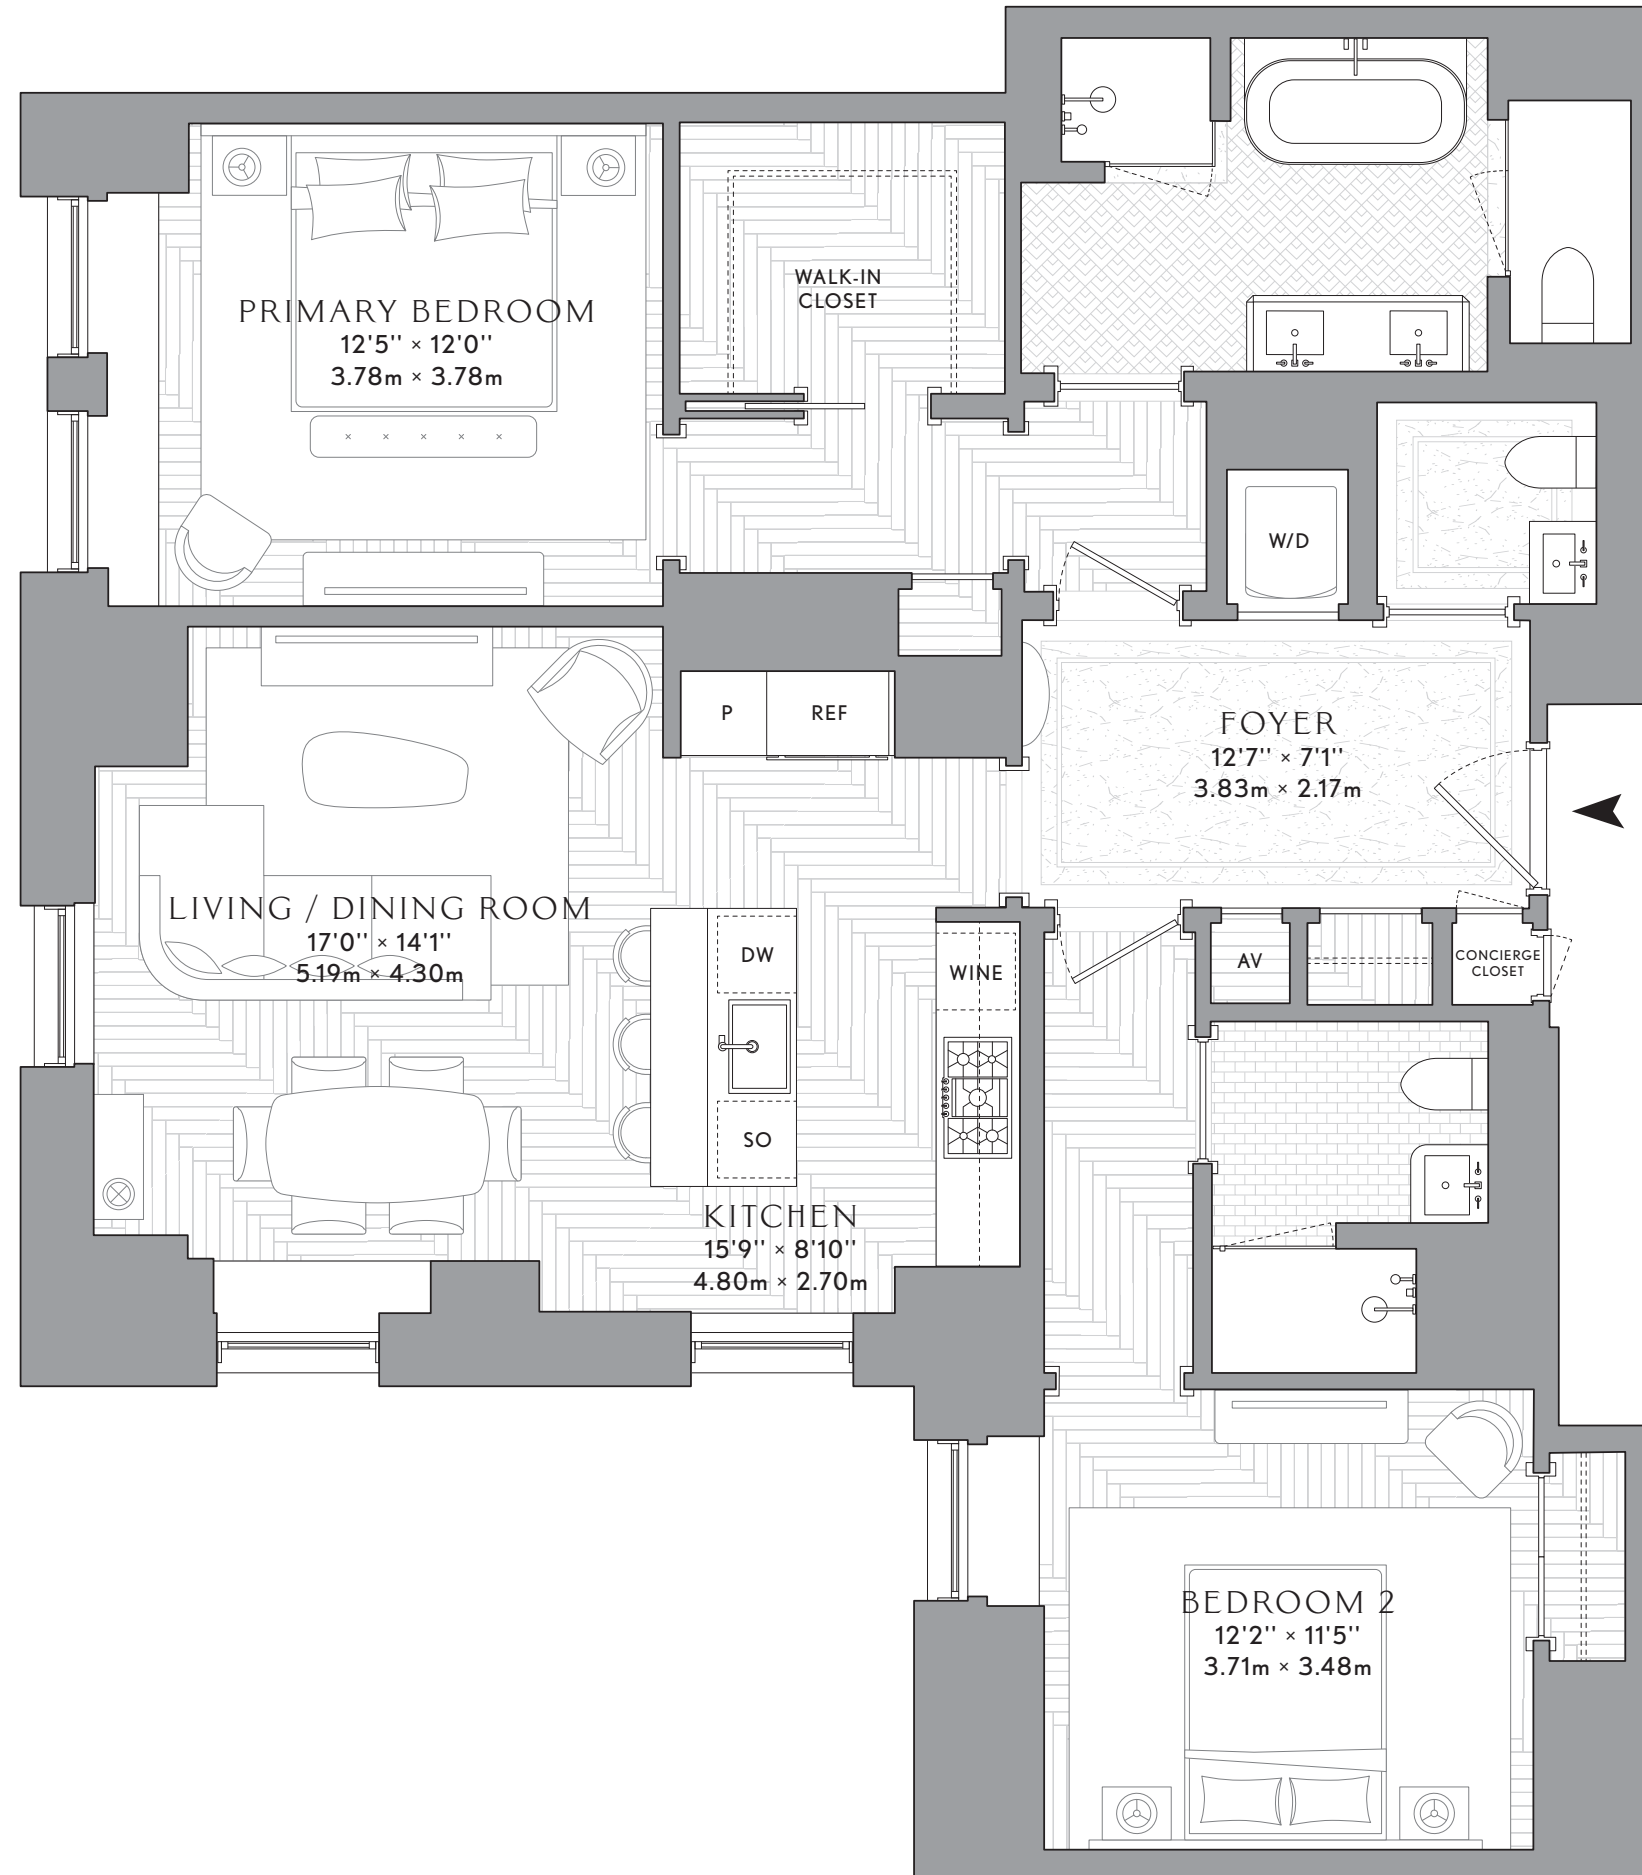 PRIMARY BEDROOM
12'5'' × 12'0''
3.78m × 3.78m
WALK-IN
CLOSET
W/D
P
REF
FOYER
12'7'' × 7'1''
3.83m × 2.17m
LIVING / DINING ROOM
17'0'' × 14'1''
5.19m × 4.30m
DW
WINE
AV
CONCIERGE
CLOSET
SO
KITCHEN
15'9'' × 8'10''
4.80m × 2.70m
BEDROOM 2
12'2'' × 11'5''
3.71m × 3.48m